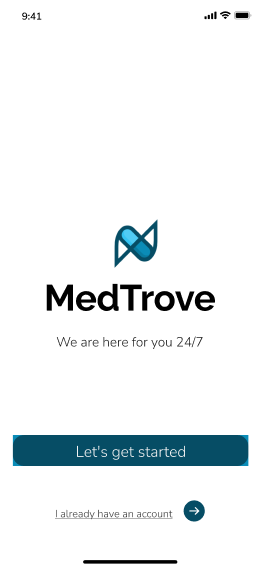 9:41
MedTrove
We are here for you 24/7
Let's get started
I already have an account